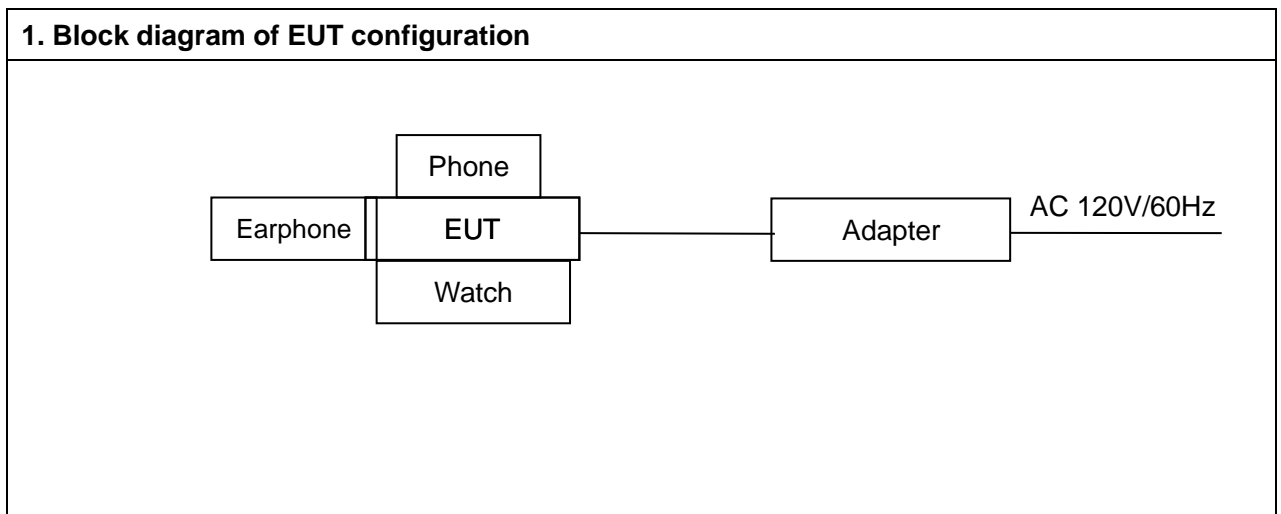 1. Block diagram of EUT configuration
Phone
AC 120V/60Hz
Earphone
EUT
Adapter
Watch